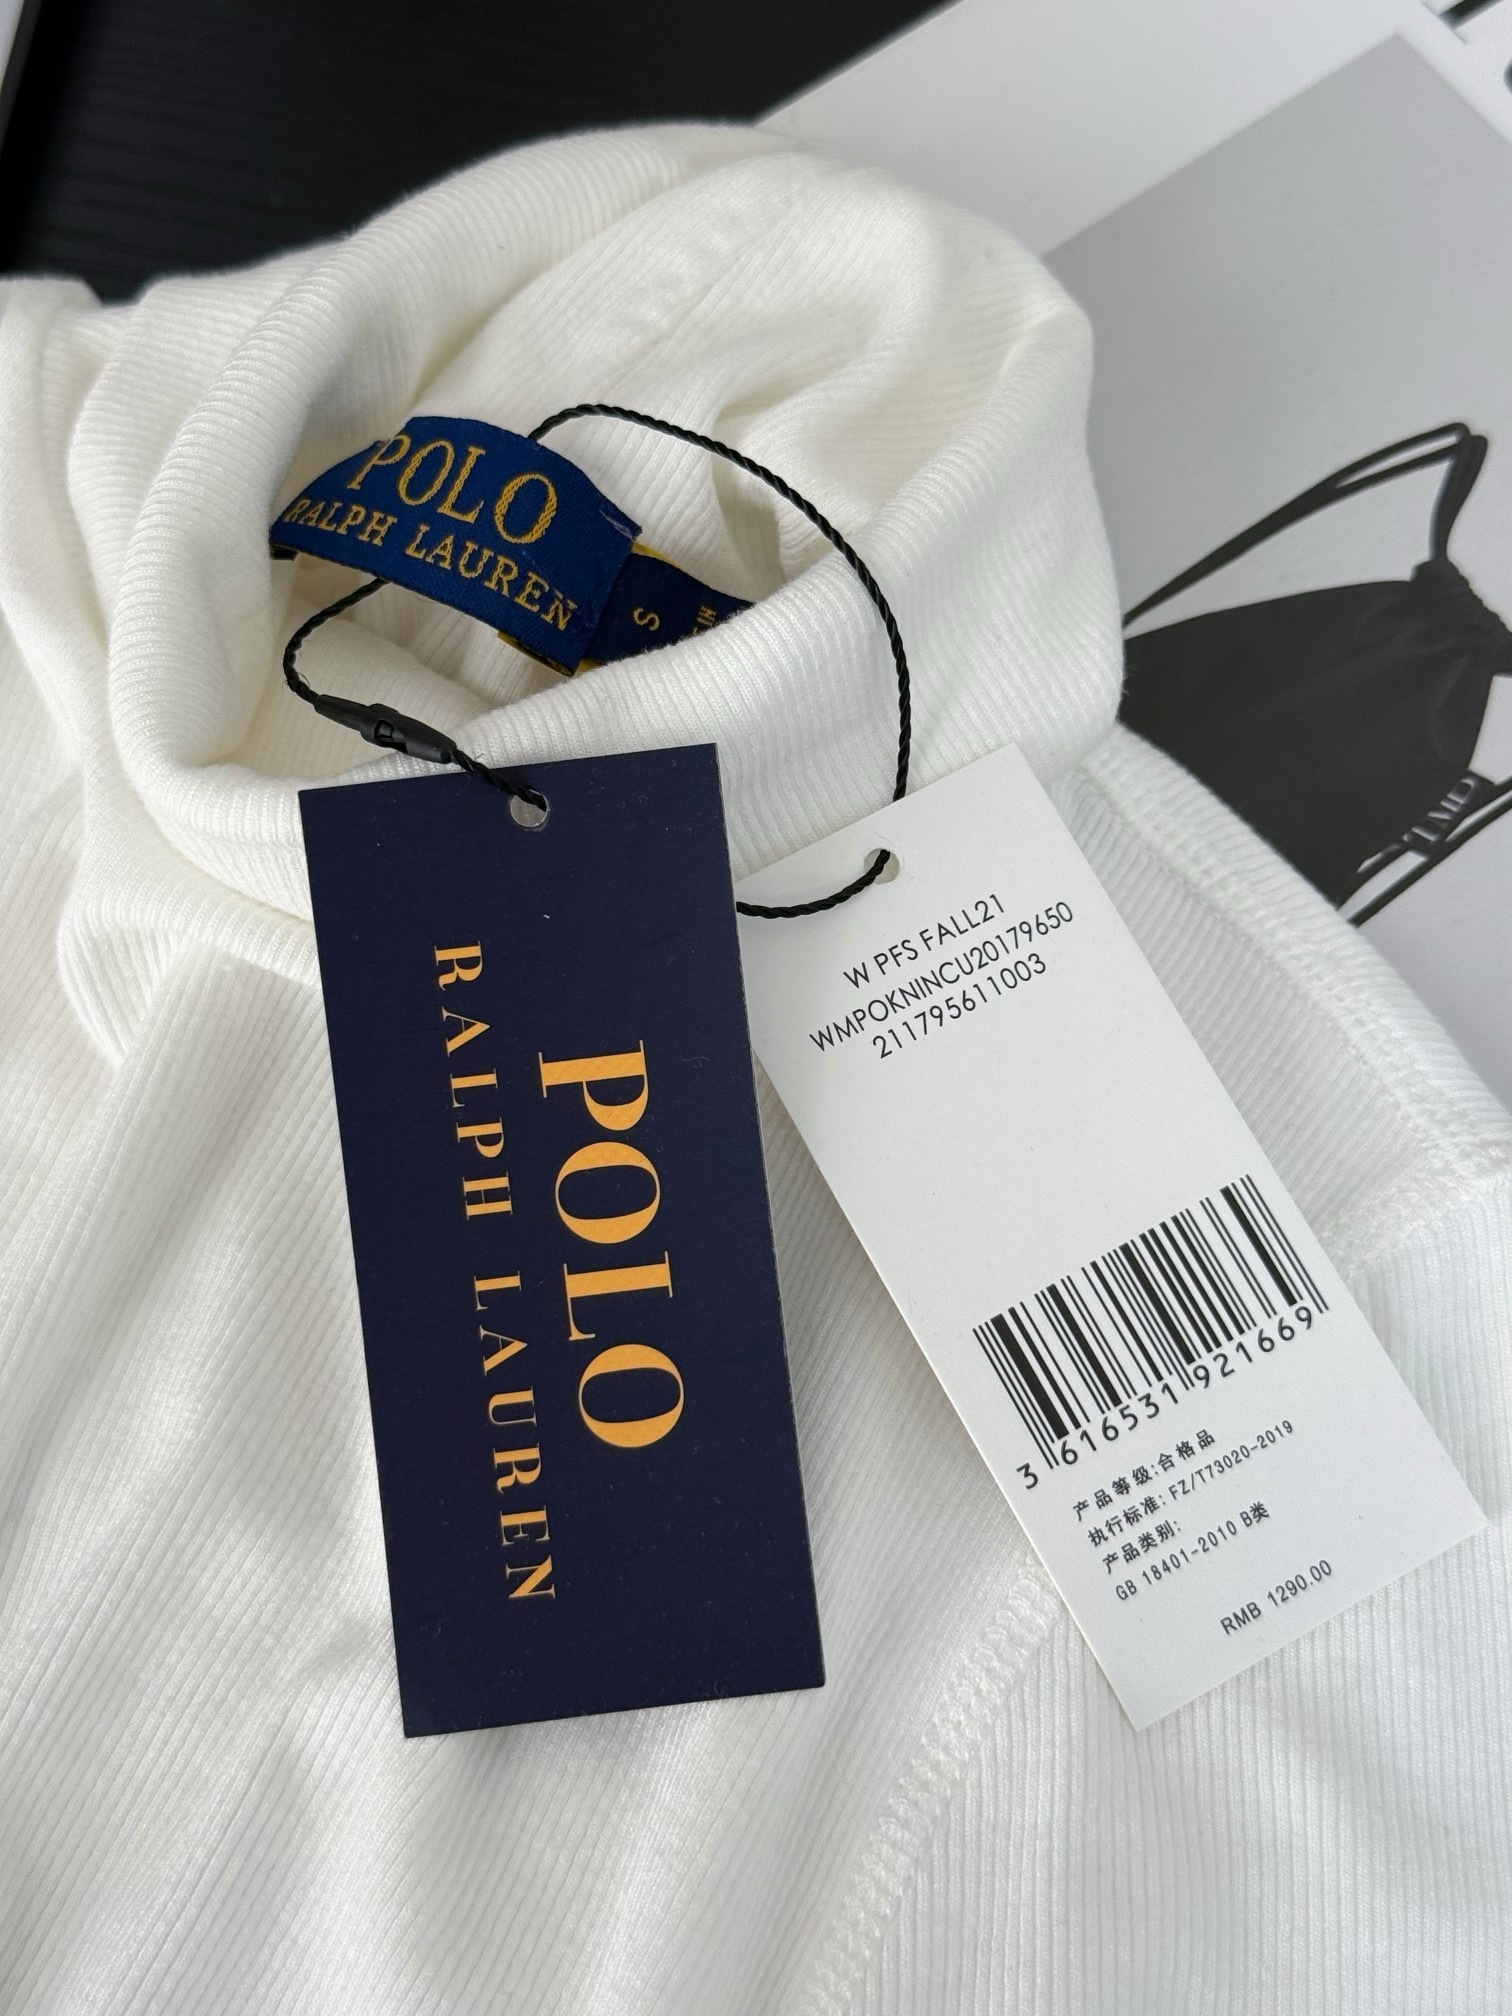 POLO
RALPH LAUREN
S
POLO
RALPH LAUREN
W PFS FALL21
WMPOKNINCU20179650
211795611003
3 616531 921669
产品等级:合格品
执行标准: FZ/T73020-2019
产品类别:
GB 18401-2010 B类
RMB 1290.00